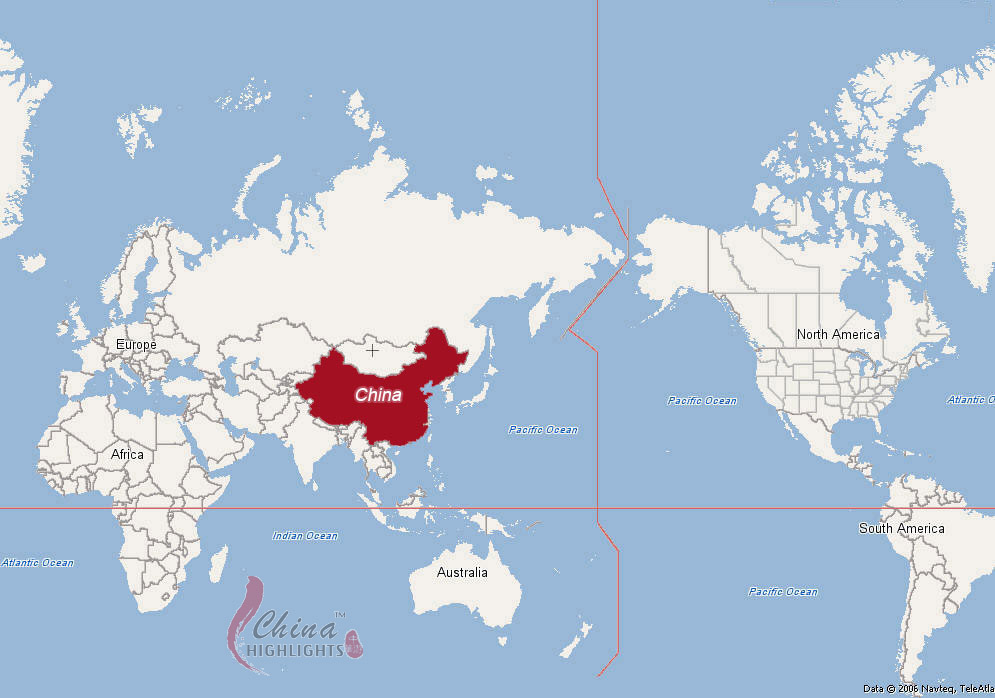 Europe
North America
China
Pacific Ocean
Atlantic O
Pacific Ocean
Africa
South America
Indian Ocean
Atlantic Ocean
Australia
Pacific Ocean
China™
HIGHLIGHTS
Data © 2006 Navteq, TeleAtla